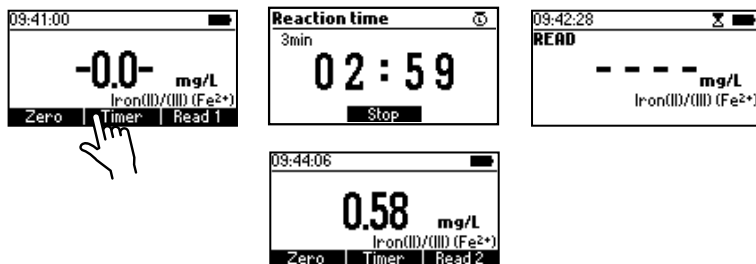 09:41:00
-0.0- mg/L
Iron(II)/(III) (Fe2+)
Zero Timer Read 1
Reaction time
3min
02:59
Stop
09:42:28
READ
- - - - mg/L
Iron(II)/(III) (Fe2+)
09:44:06
0.58 mg/L
Iron(II)/(III) (Fe2+)
Zero Timer Read 2